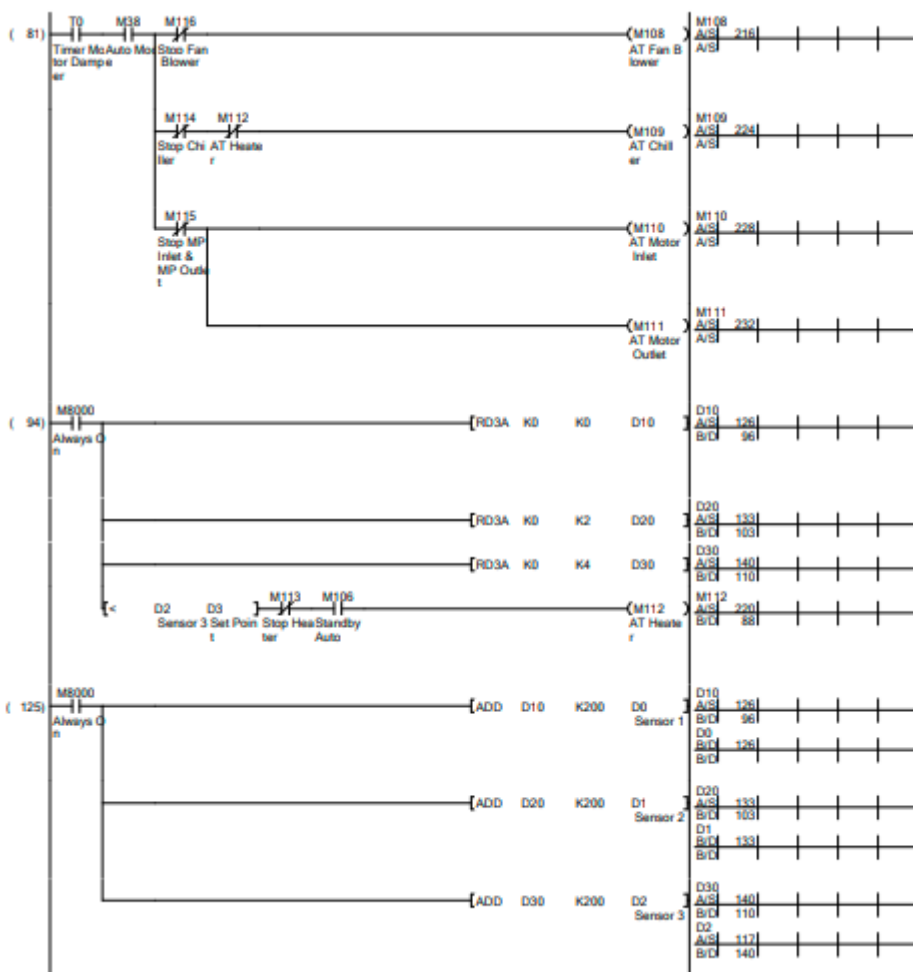 T0 M38 M116 M108
( 81) (M108 ) A/S 216
Timer Mo Auto Mod Stop Fan AT Fan B A/S
tor Dampe Blower lower
er
M114 M112 M109
(M109 ) A/S 224
Stop Chi AT Heate AT Chill A/S
ller r er
M115 M110
(M110 ) A/S 228
Stop MP AT Motor A/S
Inlet & Inlet
MP Outle
t
M111
(M111 ) A/S 232
AT Motor A/S
Outlet
M8000 D10
( 94) [RD3A K0 K0 D10 ] A/S 126
Always O B/D 96
n
D20
[RD3A K0 K2 D20 ] A/S 133
B/D 103
D30
[RD3A K0 K4 D30 ] A/S 140
B/D 110
M113 M106 M112
[< D2 D3 ] (M112 ) A/S 220
Sensor 3 Set Poin Stop Hea Standby AT Heate B/D 88
t ter Auto r
M8000 D10
( 125) [ADD D10 K200 D0 ] A/S 126
Always O Sensor 1 B/D 96
n D0
B/D 126
B/D
D20
[ADD D20 K200 D1 ] A/S 133
Sensor 2 B/D 103
D1
B/D 133
B/D
D30
[ADD D30 K200 D2 ] A/S 140
Sensor 3 B/D 110
D2
A/S 117
B/D 140